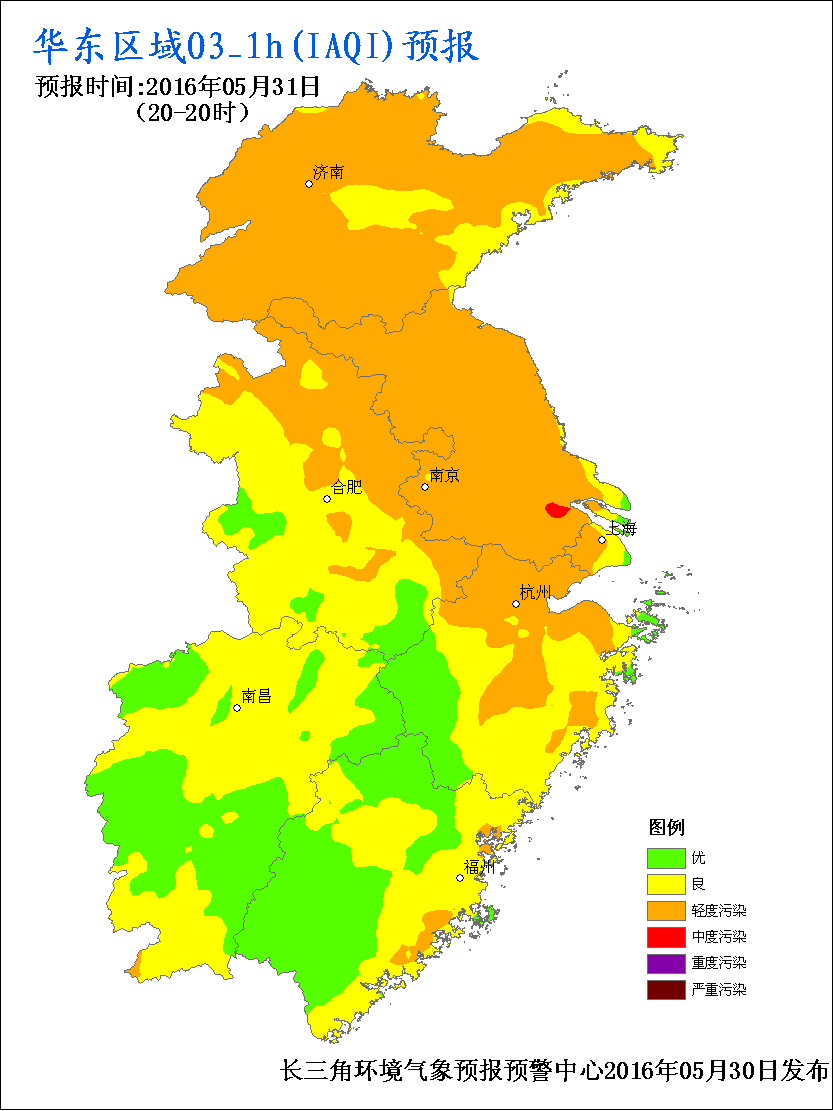 华东区域O3_1h(IAQI)预报
预报时间:2016年05月31日
(20-20时)
济南
南京
合肥
上海
杭州
南昌
福州
图例
优
良
轻度污染
中度污染
重度污染
严重污染
长三角环境气象预报预警中心2016年05月30日发布